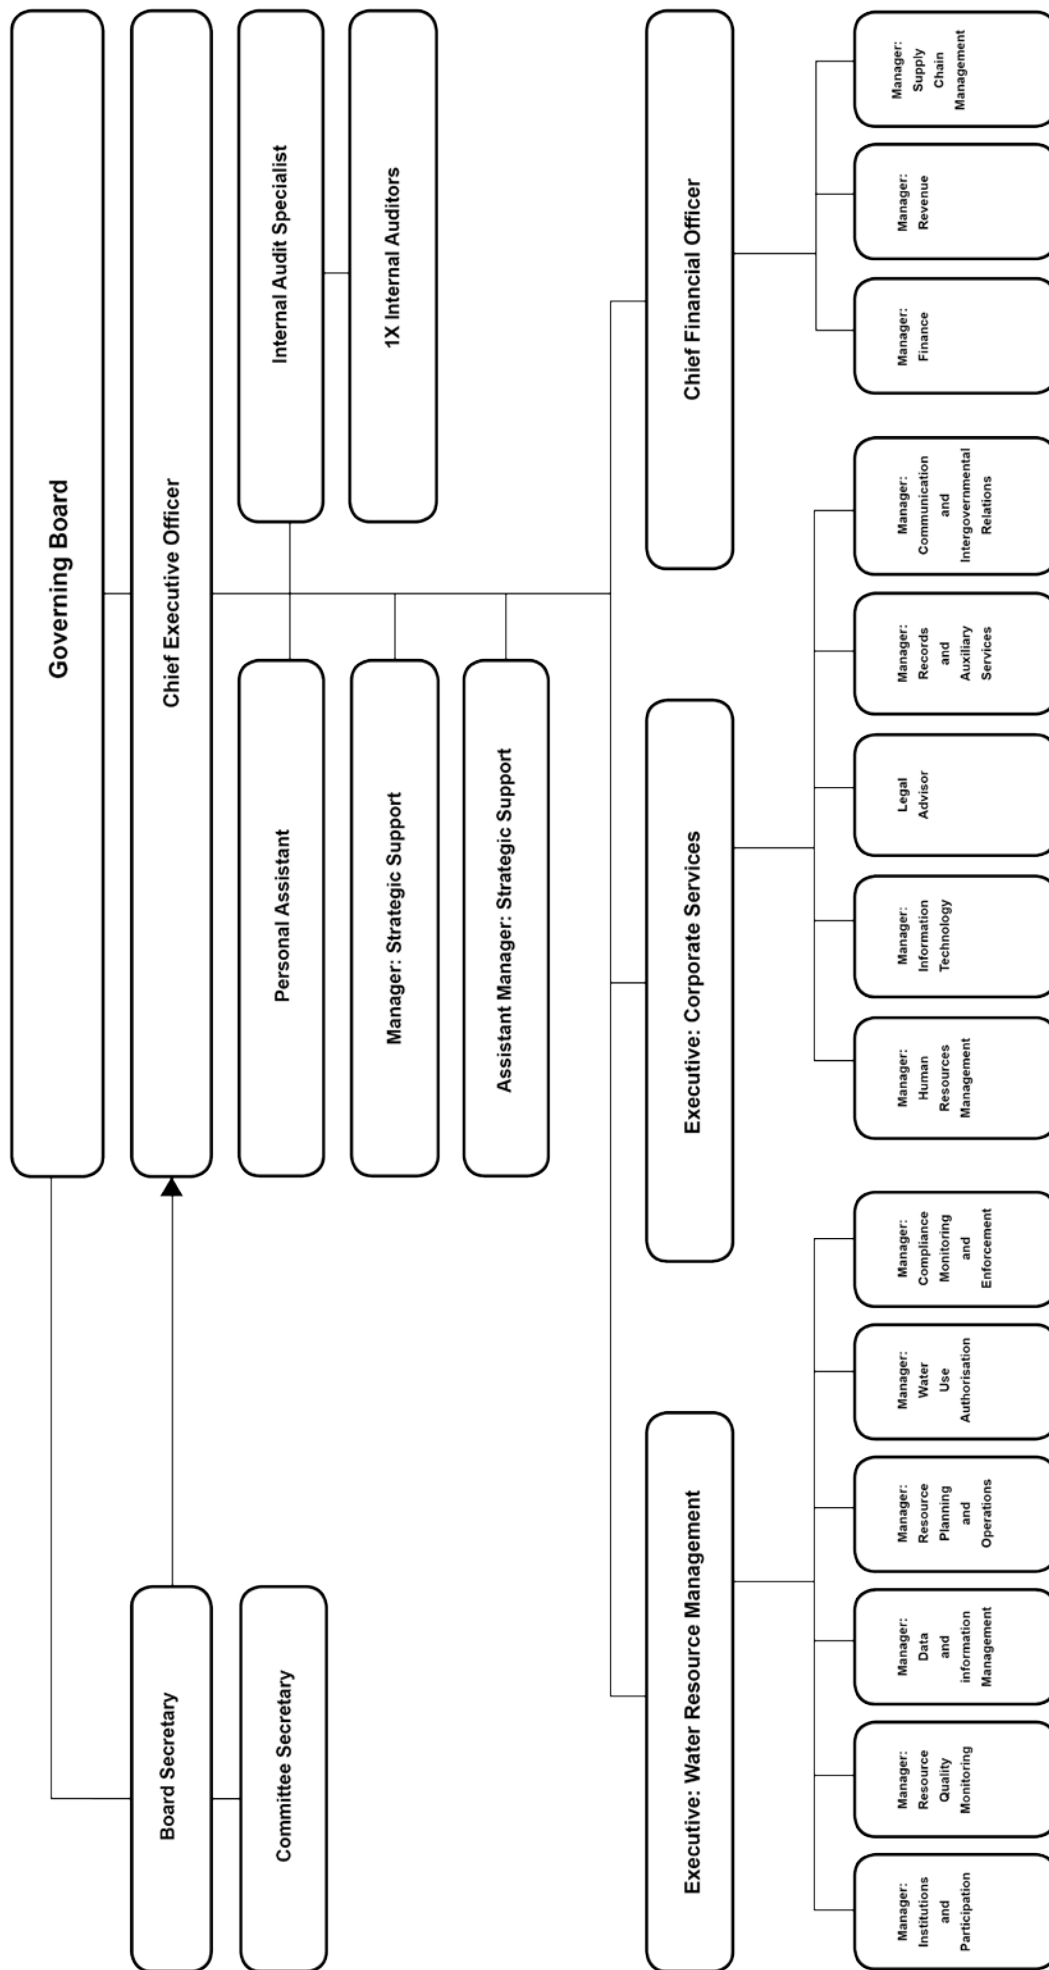 Governing Board
Board Secretary
Chief Executive Officer
Committee Secretary
Personal Assistant
Internal Audit Specialist
Manager: Strategic Support
1X Internal Auditors
Assistant Manager: Strategic Support
Executive: Water Resource Management
Executive: Corporate Services
Chief Financial Officer
Manager:
Institutions
and
Participation
Manager:
Resource
Quality
Monitoring
Manager:
Data
and
information
Management
Manager:
Resource
Planning
and
Operations
Manager:
Water
Use
Authorisation
Manager:
Compliance
Monitoring
and
Enforcement
Manager:
Human
Resources
Management
Manager:
Information
Technology
Legal
Advisor
Manager:
Records
and
Auxiliary
Services
Manager:
Communication
and
Intergovernmental
Relations
Manager:
Finance
Manager:
Revenue
Manager:
Supply
Chain
Management